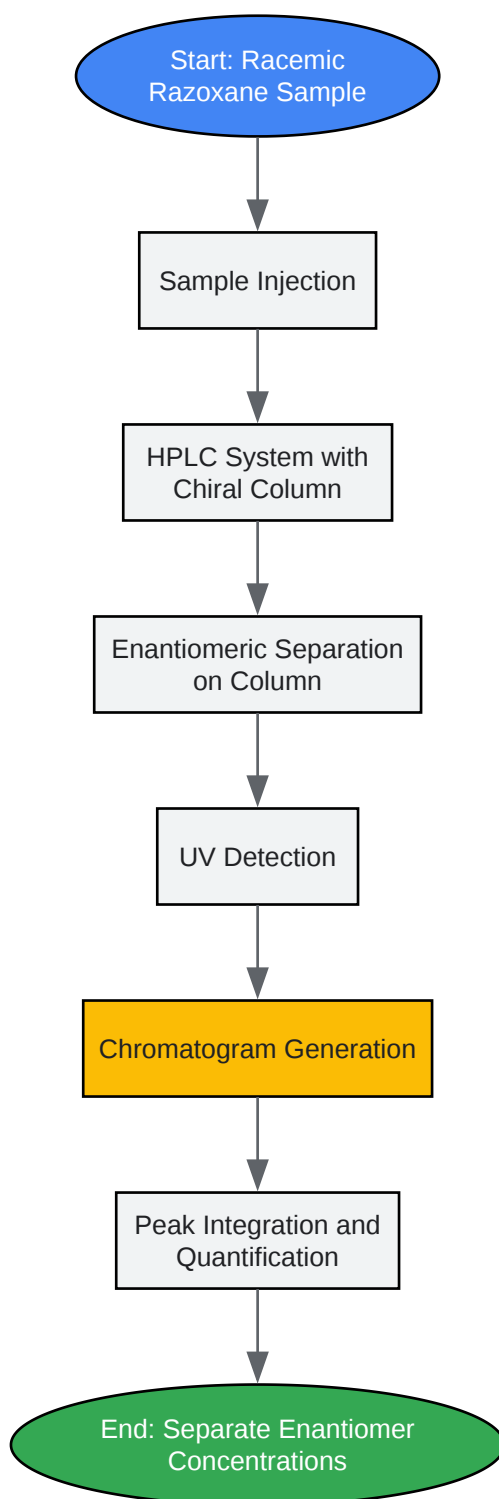 Start: Racemic
Razoxane Sample
Sample Injection
HPLC System with
Chiral Column
Enantiomeric Separation
on Column
UV Detection
Chromatogram Generation
Peak Integration and
Quantification
End: Separate Enantiomer
Concentrations